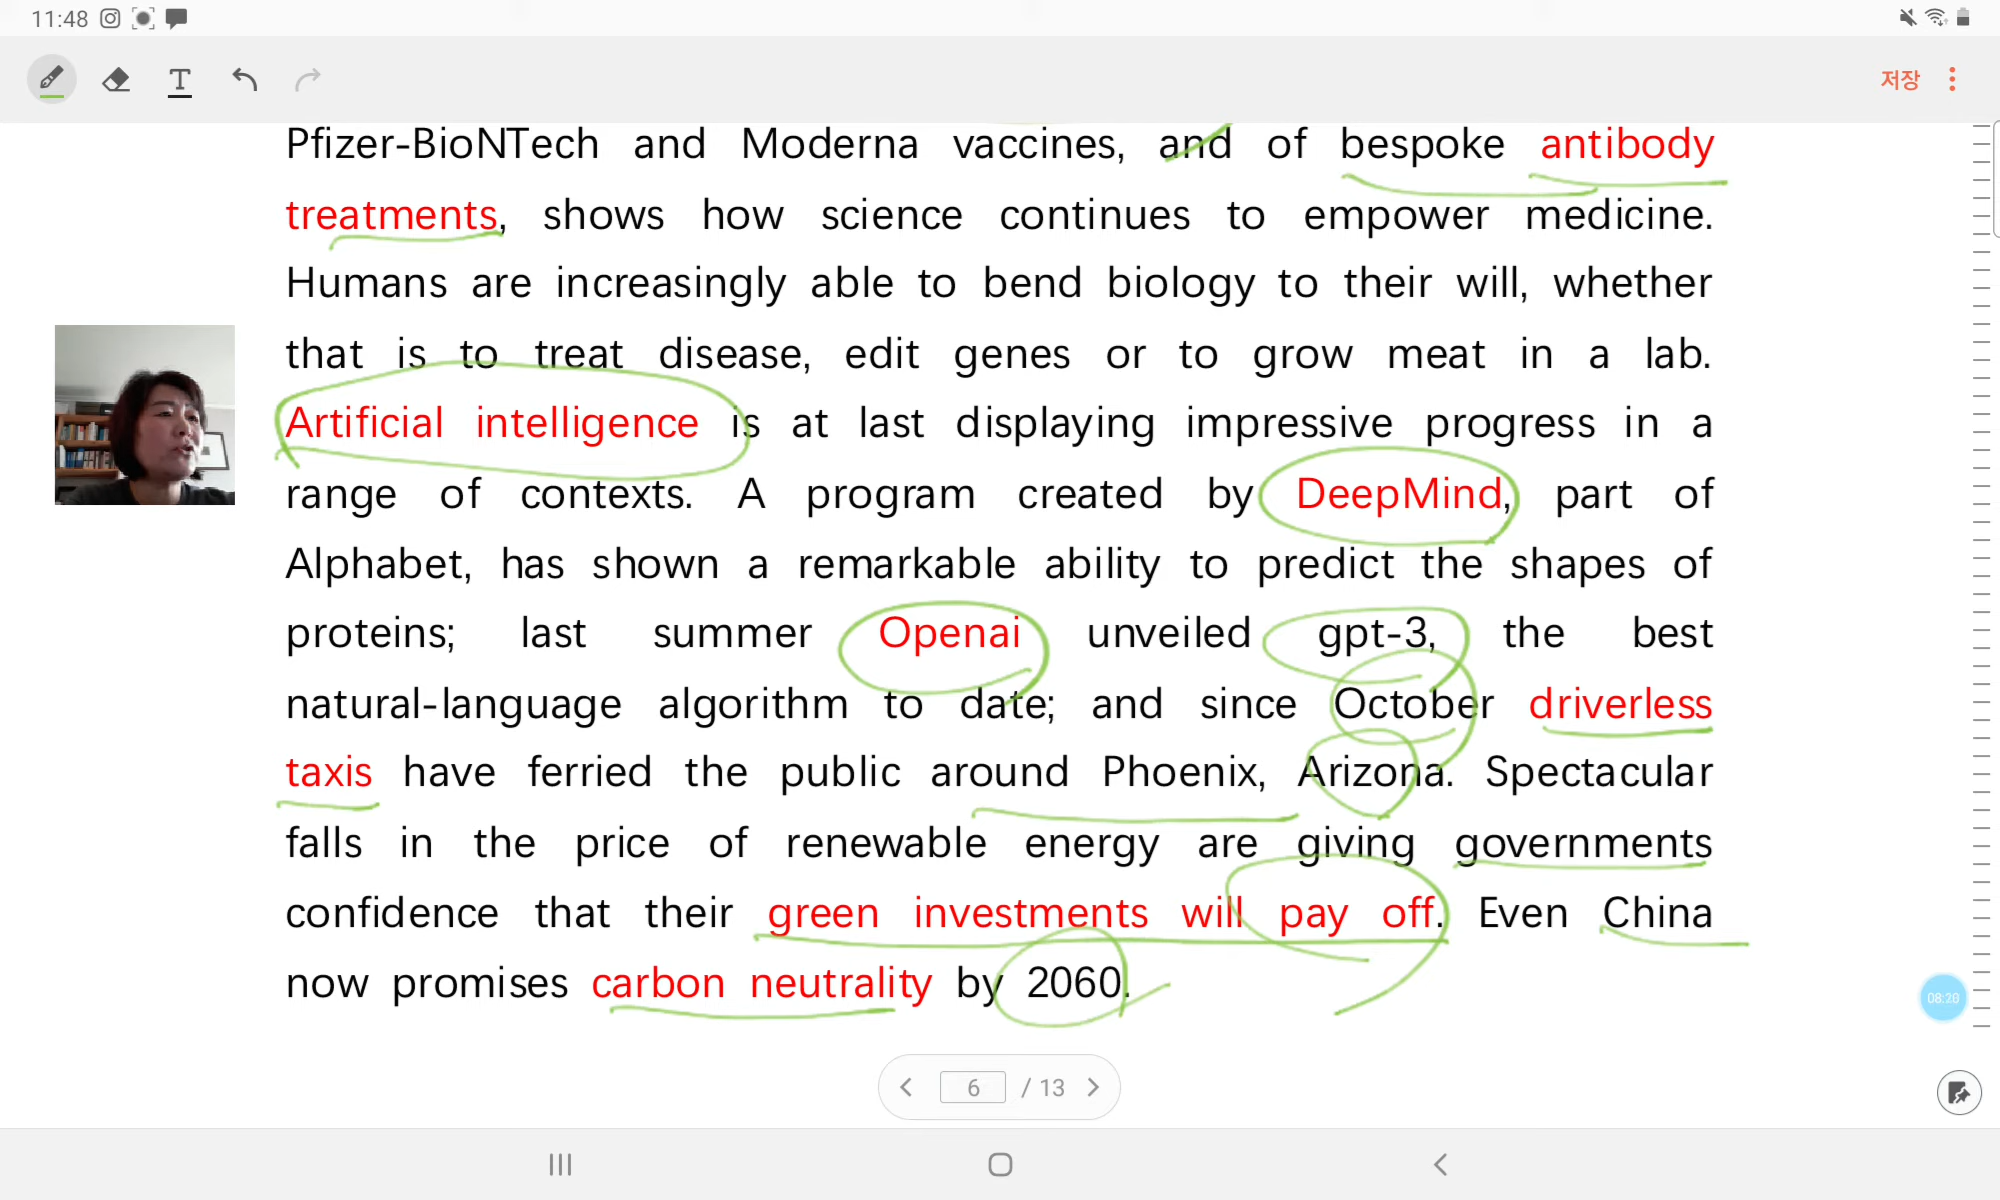 11:48
저장
Pfizer-BioNTech and Moderna vaccines, and of bespoke antibody
treatments, shows how science continues to empower medicine.
Humans are increasingly able to bend biology to their will, whether
that is to treat disease, edit genes or to grow meat in a lab.
Artificial intelligence is at last displaying impressive progress in a
range of contexts. A program created by DeepMind, part of
Alphabet, has shown a remarkable ability to predict the shapes of
proteins; last summer Openai unveiled gpt-3, the best
natural-language algorithm to date; and since October driverless
taxis have ferried the public around Phoenix, Arizona. Spectacular
falls in the price of renewable energy are giving governments
confidence that their green investments will pay off. Even China
now promises carbon neutrality by 2060.
08:20
6 / 13